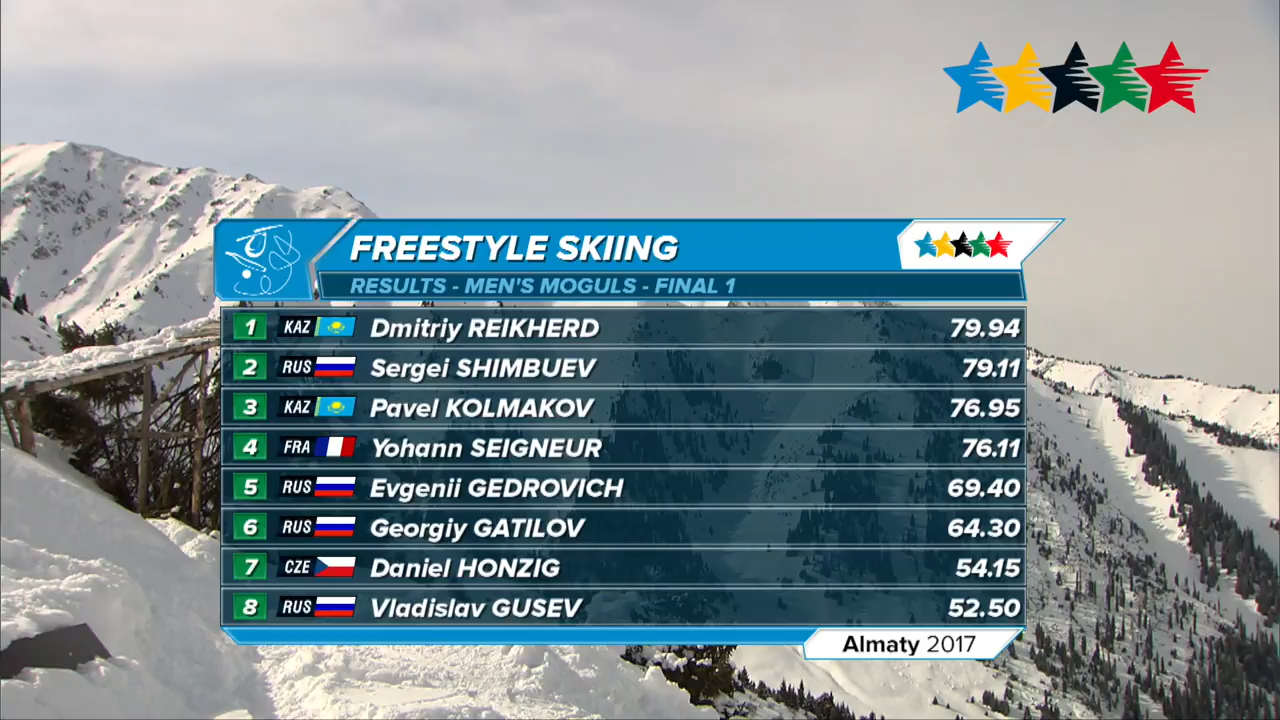 FREESTYLE SKIING
RESULTS - MEN'S MOGULS - FINAL 1
1 KAZ Dmitriy REIKHERD 79.94
2 RUS Sergei SHIMBUEV 79.11
3 KAZ Pavel KOLMAKOV 76.95
4 FRA Yohann SEIGNEUR 76.11
5 RUS Evgenii GEDROVICH 69.40
6 RUS Georgiy GATILOV 64.30
7 CZE Daniel HONZIG 54.15
8 RUS Vladislav GUSEV 52.50
Almaty 2017